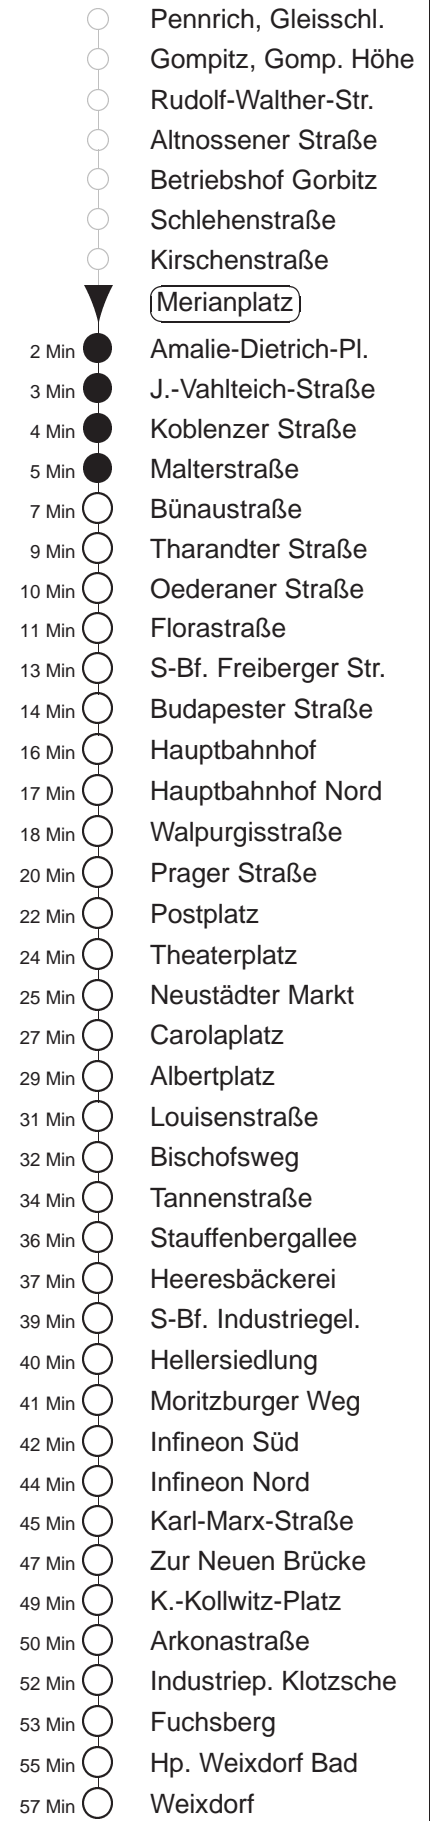 Pennrich, Gleisschl.
Gompitz, Gomp. Höhe
Rudolf-Walther-Str.
Altnossener Straße
Betriebshof Gorbitz
Schlehenstraße
Kirschenstraße
Merianplatz
2 Min Amalie-Dietrich-Pl.
3 Min J.-Vahlteich-Straße
4 Min Koblenzer Straße
5 Min Malterstraße
7 Min Bünaustraße
9 Min Tharandter Straße
10 Min Oederaner Straße
11 Min Florastraße
13 Min S-Bf. Freiberger Str.
14 Min Budapester Straße
16 Min Hauptbahnhof
17 Min Hauptbahnhof Nord
18 Min Walpurgisstraße
20 Min Prager Straße
22 Min Postplatz
24 Min Theaterplatz
25 Min Neustädter Markt
27 Min Carolaplatz
29 Min Albertplatz
31 Min Louisenstraße
32 Min Bischofsweg
34 Min Tannenstraße
36 Min Stauffenbergallee
37 Min Heeresbäckerei
39 Min S-Bf. Industriegel.
40 Min Hellersiedlung
41 Min Moritzburger Weg
42 Min Infineon Süd
44 Min Infineon Nord
45 Min Karl-Marx-Straße
47 Min Zur Neuen Brücke
49 Min K.-Kollwitz-Platz
50 Min Arkonastraße
52 Min Industriep. Klotzsche
53 Min Fuchsberg
55 Min Hp. Weixdorf Bad
57 Min Weixdorf